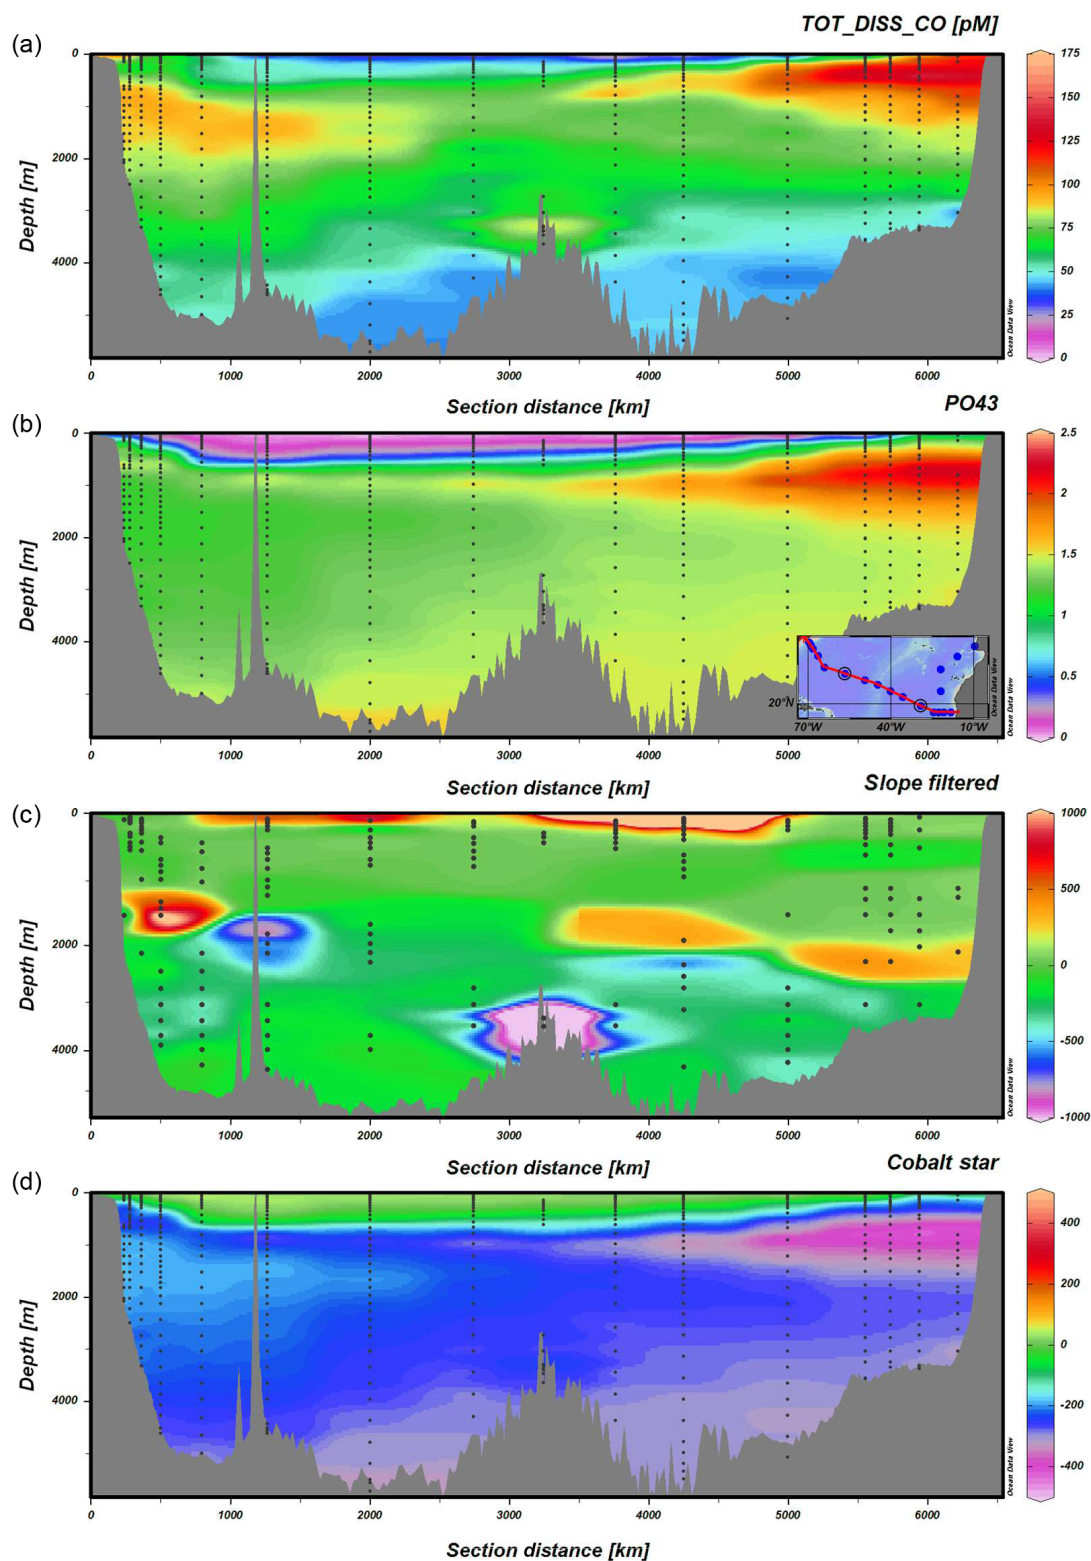 TOT_DISS_CO [pM]
(a)
0
2000
4000
Depth [m]
175
150
125
100
75
50
25
0
Ocean Data View
0 1000 2000 3000 4000 5000 6000
Section distance [km]
PO43
(b)
0
2000
4000
Depth [m]
2.5
2
1.5
1
0.5
0
20°N
20°N
70°W 40°W 10°W
Ocean Data View
0 1000 2000 3000 4000 5000 6000
Section distance [km]
Slope filtered
(c)
0
2000
4000
Depth [m]
1000
500
0
-500
-1000
Ocean Data View
0 1000 2000 3000 4000 5000 6000
Section distance [km]
Cobalt star
(d)
0
2000
4000
Depth [m]
400
200
0
-200
-400
Ocean Data View
0 1000 2000 3000 4000 5000 6000
Section distance [km]